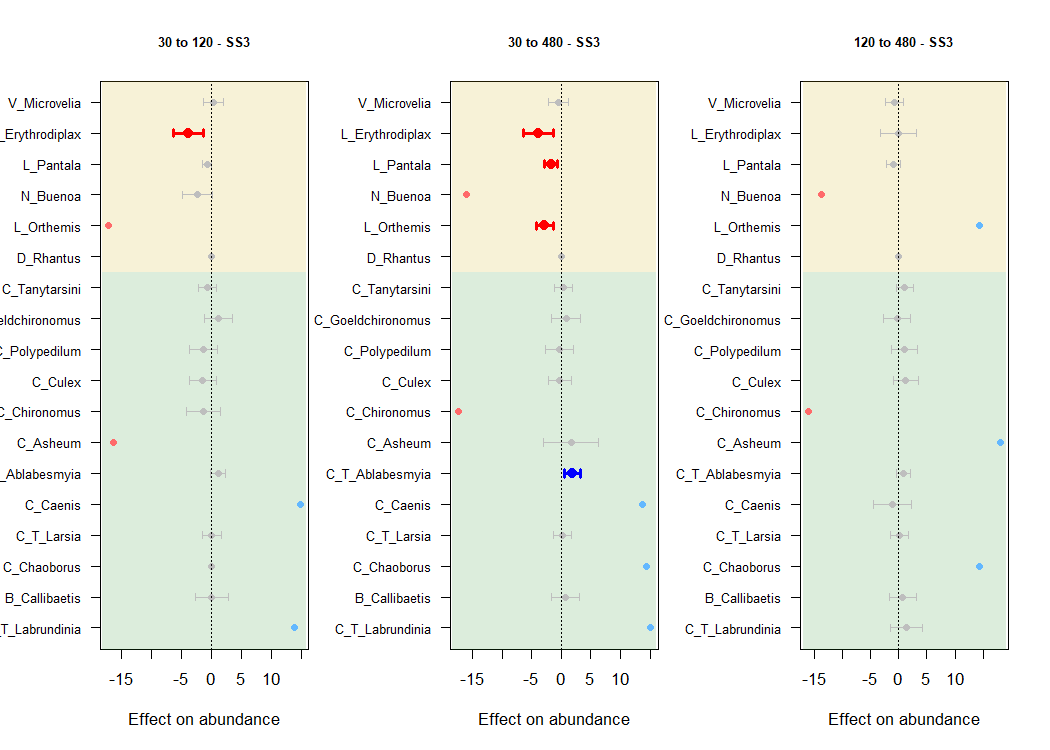 30 to 120 - SS3
V_Microvelia
_Erythrodiplax
L_Pantala
N_Buenoa
L_Orthemis
D_Rhantus
C_Tanytarsini
eldchironomus
C_Polypedilum
C_Culex
C_Chironomus
C_Asheum
_Ablabesmyia
C_Caenis
C_T_Larsia
C_Chaoborus
B_Callibaetis
_T_Labrundinia
-15 -5 0 5 10
Effect on abundance
30 to 480 - SS3
V_Microvelia
L_Erythrodiplax
L_Pantala
N_Buenoa
L_Orthemis
D_Rhantus
C_Tanytarsini
C_Goeldchironomus
C_Polypedilum
C_Culex
C_Chironomus
C_Asheum
C_T_Ablabesmyia
C_Caenis
C_T_Larsia
C_Chaoborus
B_Callibaetis
C_T_Labrundinia
-15 -5 0 5 10
Effect on abundance
120 to 480 - SS3
V_Microvelia
L_Erythrodiplax
L_Pantala
N_Buenoa
L_Orthemis
D_Rhantus
C_Tanytarsini
C_Goeldchironomus
C_Polypedilum
C_Culex
C_Chironomus
C_Asheum
C_T_Ablabesmyia
C_Caenis
C_T_Larsia
C_Chaoborus
B_Callibaetis
C_T_Labrundinia
-15 -5 0 5 10
Effect on abundance